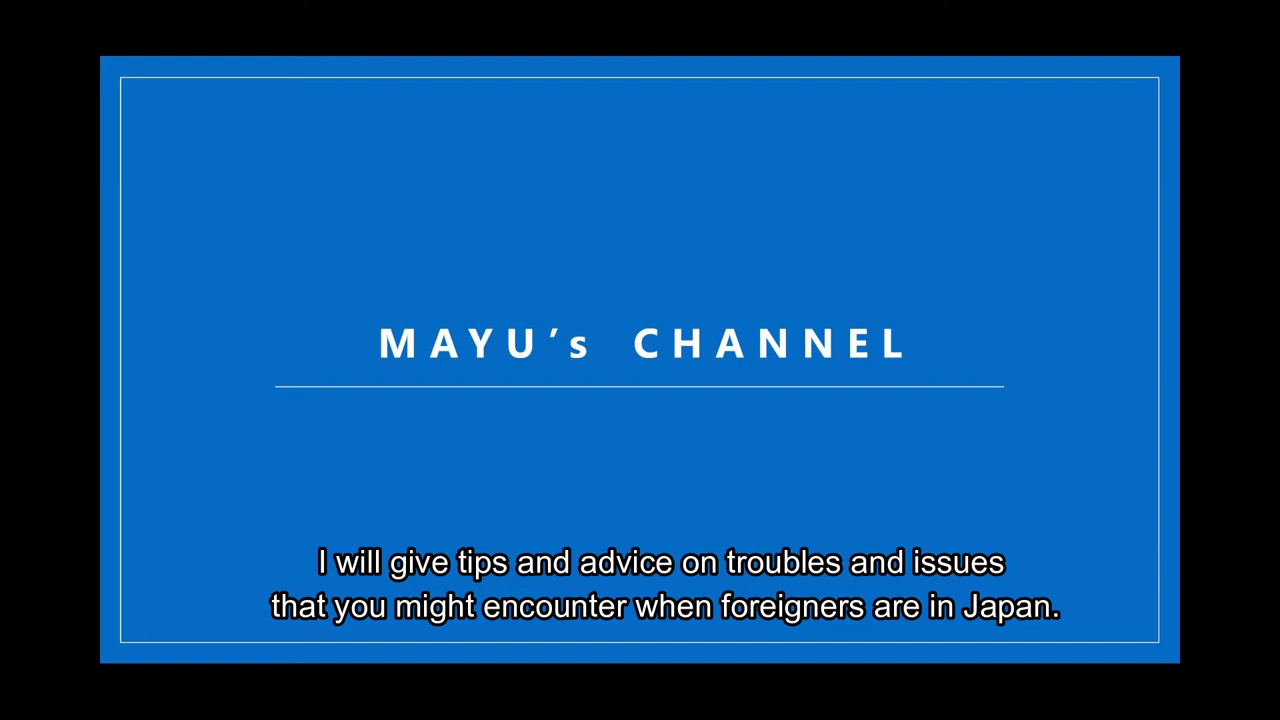 MAYU’s CHANNEL
I will give tips and advice on troubles and issues
that you might encounter when foreigners are in Japan.